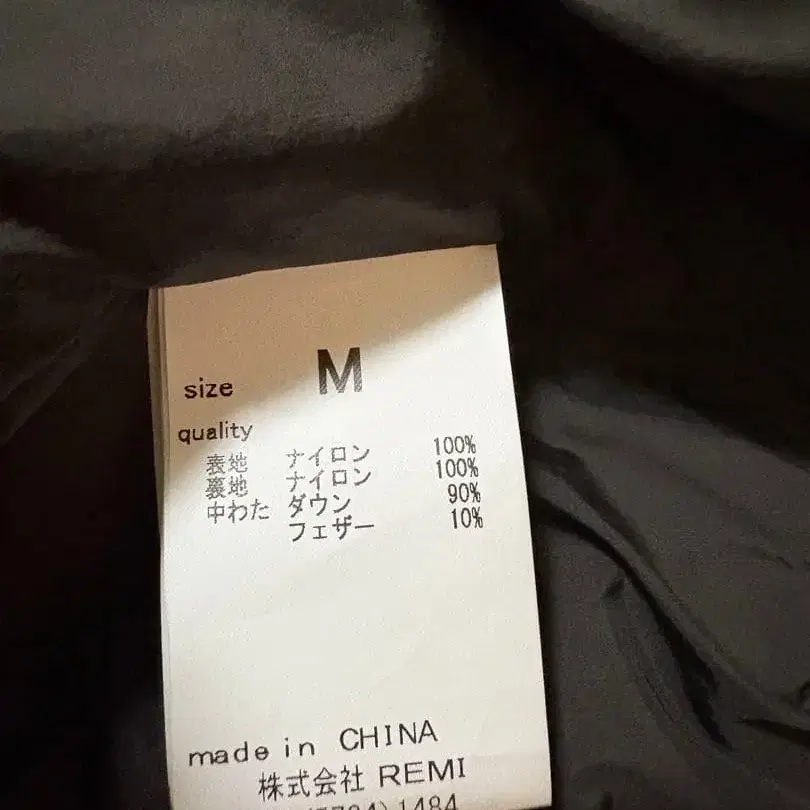 size M
quality
表地 ナイロン 100%
裏地 ナイロン 100%
中わた ダウン 90%
フェザー 10%
made in CHINA
株式会社 REMI
1484